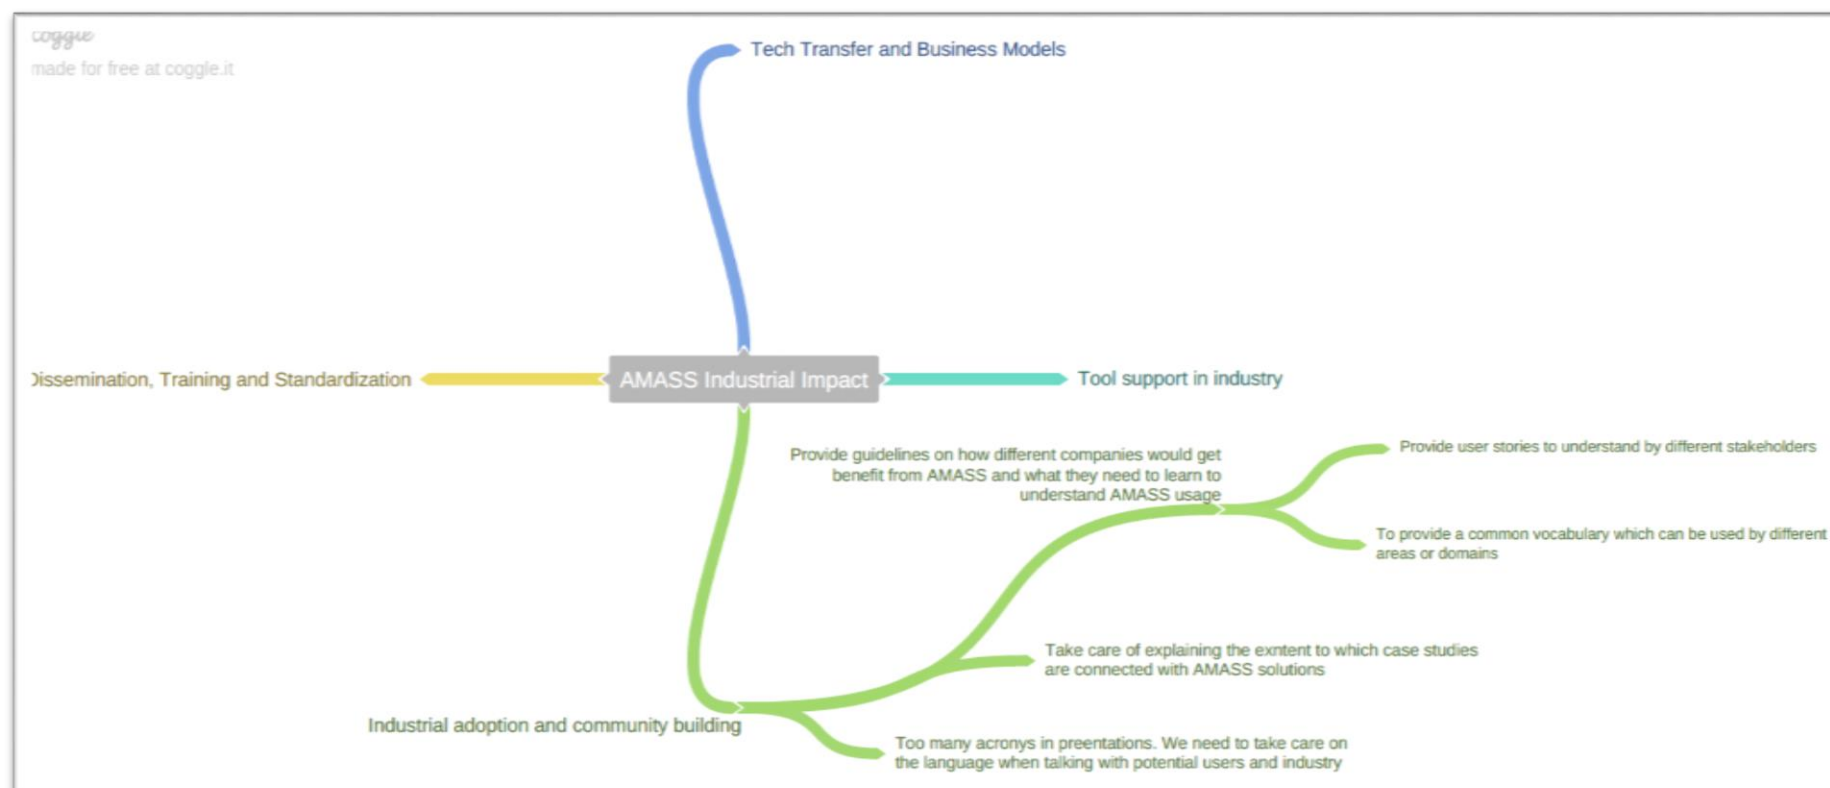 coggle
made for free at coggle.it
Tech Transfer and Business Models
Dissemination, Training and Standardization
AMASS Industrial Impact
Tool support in industry
Provide guidelines on how different companies would get
benefit from AMASS and what they need to learn to
understand AMASS usage
Provide user stories to understand by different stakeholders
To provide a common vocabulary which can be used by different
areas or domains
Take care of explaining the exntent to which case studies
are connected with AMASS solutions
Industrial adoption and community building
Too many acronys in preentations. We need to take care on
the language when talking with potential users and industry